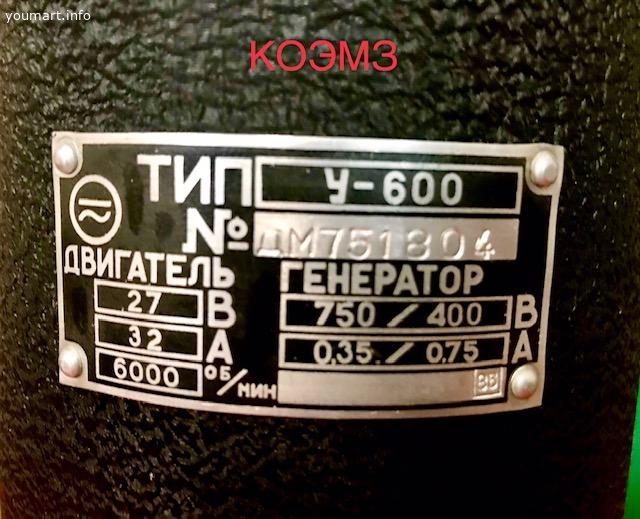 youmart.info
КОЭМЗ
ТИП У-600
№ ДМ751804
ДВИГАТЕЛЬ ГЕНЕРАТОР
27 В 750 / 400 В
32 А 0,35 / 0,75 А
6000 ОБ/МИН